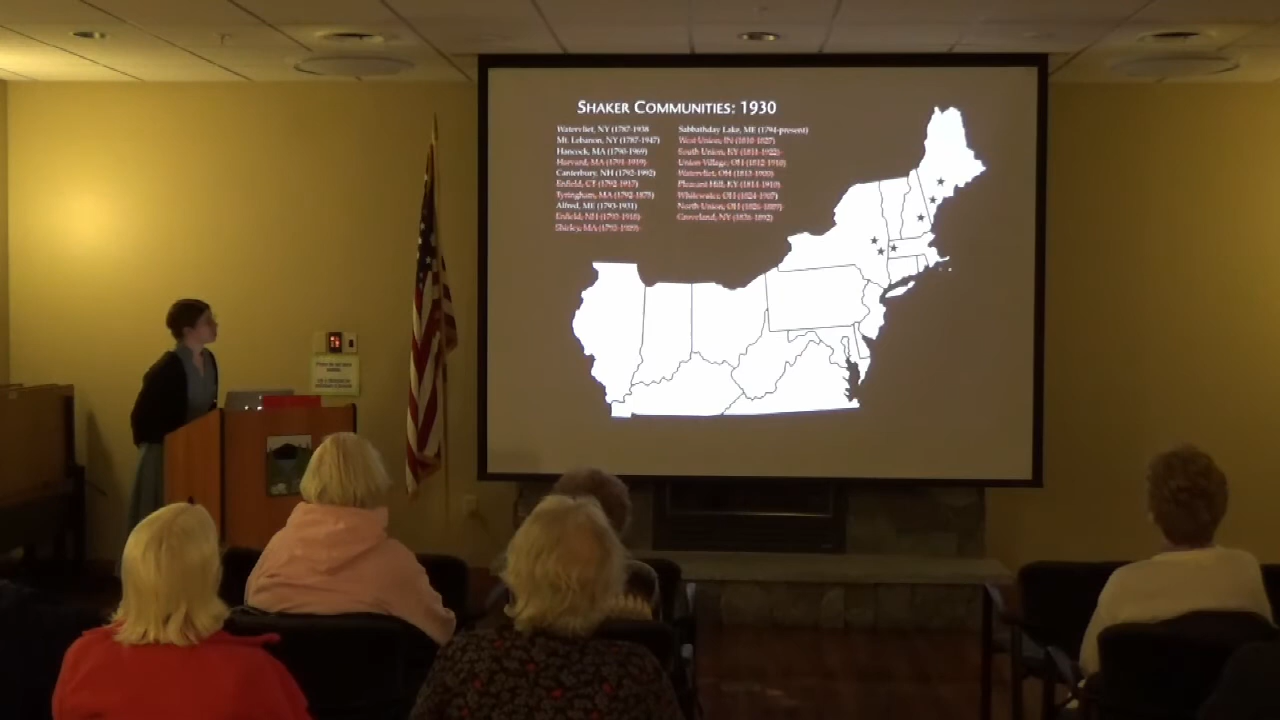 SHAKER COMMUNITIES: 1930
Watervliet, NY (1787-1938
Mt. Lebanon, NY (1787-1947)
Hancock, MA (1790-1969)
Harvard, MA (1791-1919)
Canterbury, NH (1792-1992)
Enfield, CT (1792-1917)
Tyringham, MA (1792-1875)
Alfred, ME (1793-1931)
Enfield, NH (1793-1918)
Shirley, MA (1793-1909)
Sabbathday Lake, ME (1794-present)
West Union, IN (1810-1827)
South Union, KY (1811-1922)
Union Village, OH (1812-1910)
Watervliet, OH (1813-1900)
Pleasant Hill, KY (1814-1910)
Whitewater, OH (1824-1907)
North Union, OH (1826-1889)
Groveland, NY (1836-1892)